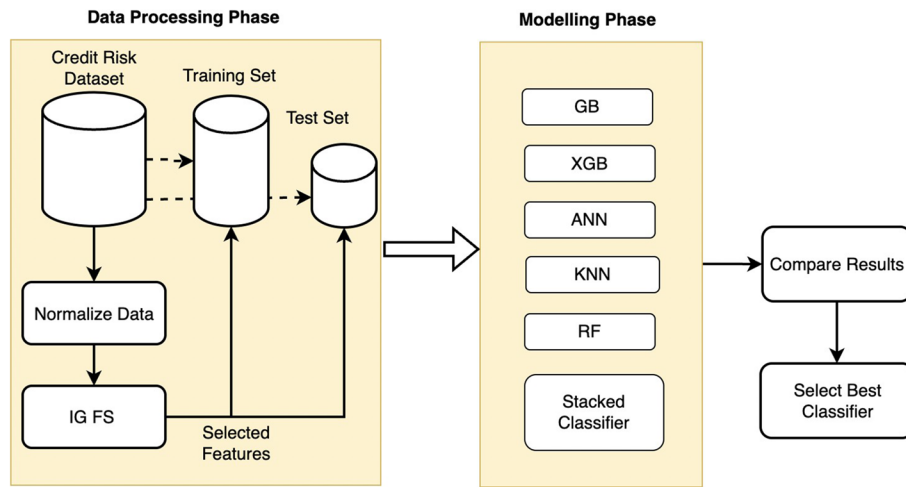 Data Processing Phase
Credit Risk
Dataset
Training Set
Test Set
Normalize Data
IG FS
Selected
Features
Modelling Phase
GB
XGB
ANN
KNN
RF
Stacked
Classifier
Compare Results
Select Best
Classifier